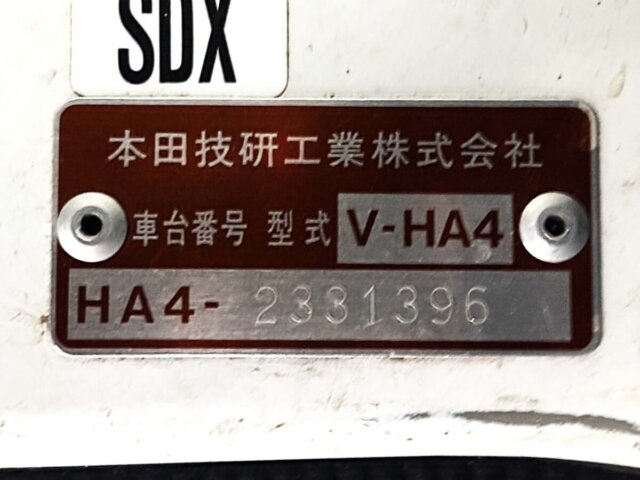 SDX
本田技研工業株式会社
車台番号 型式 V-HA4
HA4- 2331396